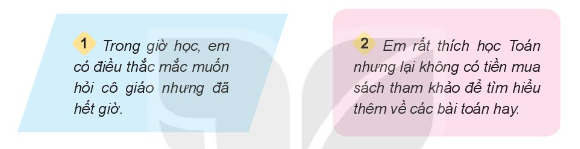 1 Trong giờ học, em
có điều thắc mắc muốn
hỏi cô giáo nhưng đã
hết giờ.
2 Em rất thích học Toán
nhưng lại không có tiền mua
sách tham khảo để tìm hiểu
thêm về các bài toán hay.